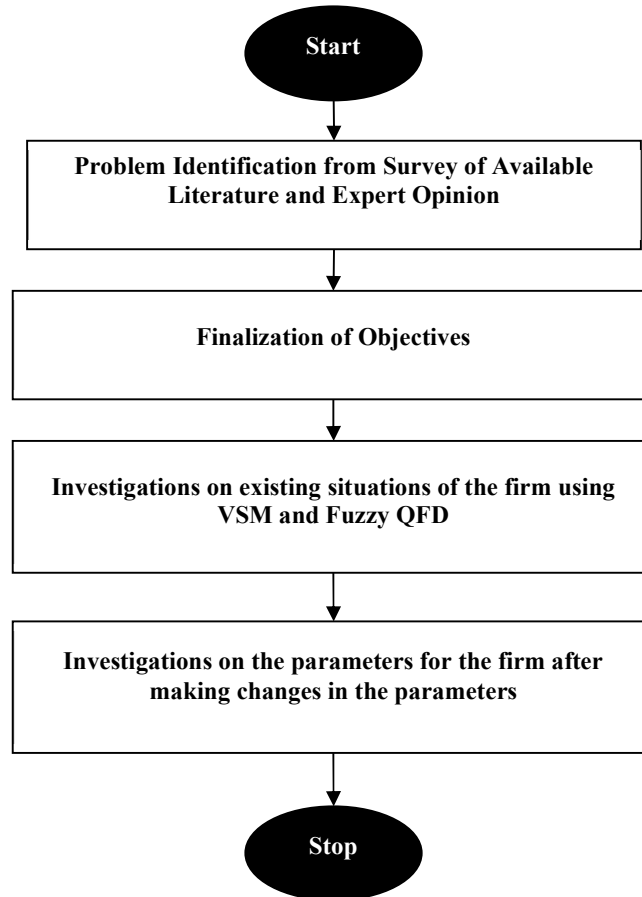 Start
Problem Identification from Survey of Available
Literature and Expert Opinion
Finalization of Objectives
Investigations on existing situations of the firm using
VSM and Fuzzy QFD
Investigations on the parameters for the firm after
making changes in the parameters
Stop